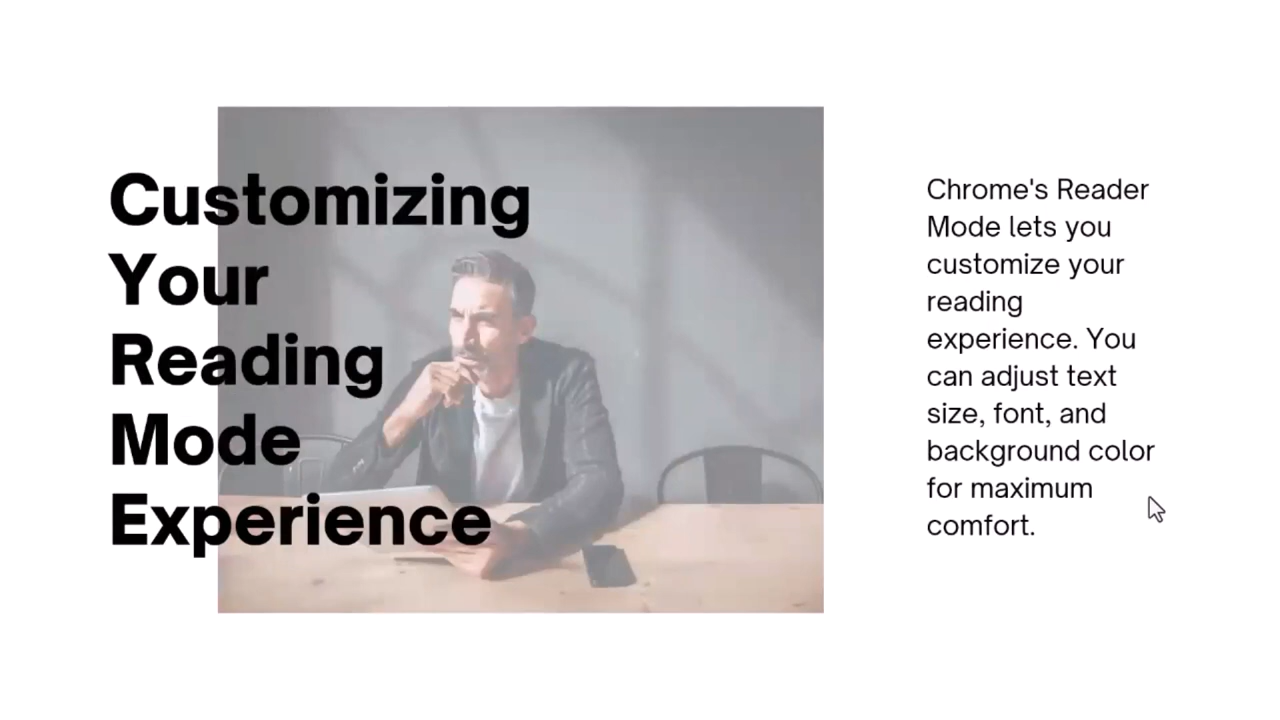 Customizing
Your
Reading
Mode
Experience
Chrome's Reader
Mode lets you
customize your
reading
experience. You
can adjust text
size, font, and
background color
for maximum
comfort.